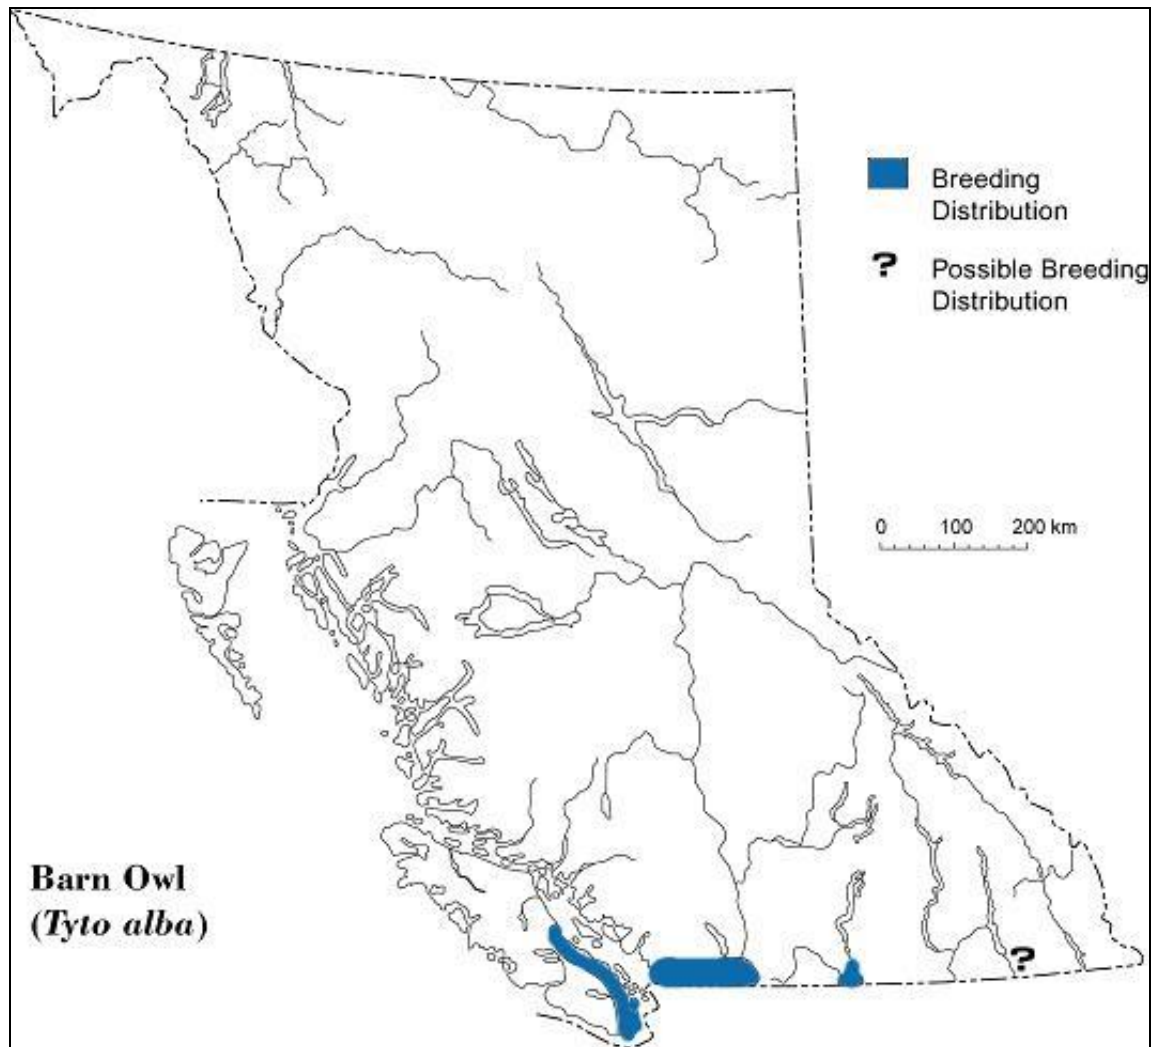 Breeding
Distribution
?
Possible Breeding
Distribution
0 100 200 km
Barn Owl
(Tyto alba)
?